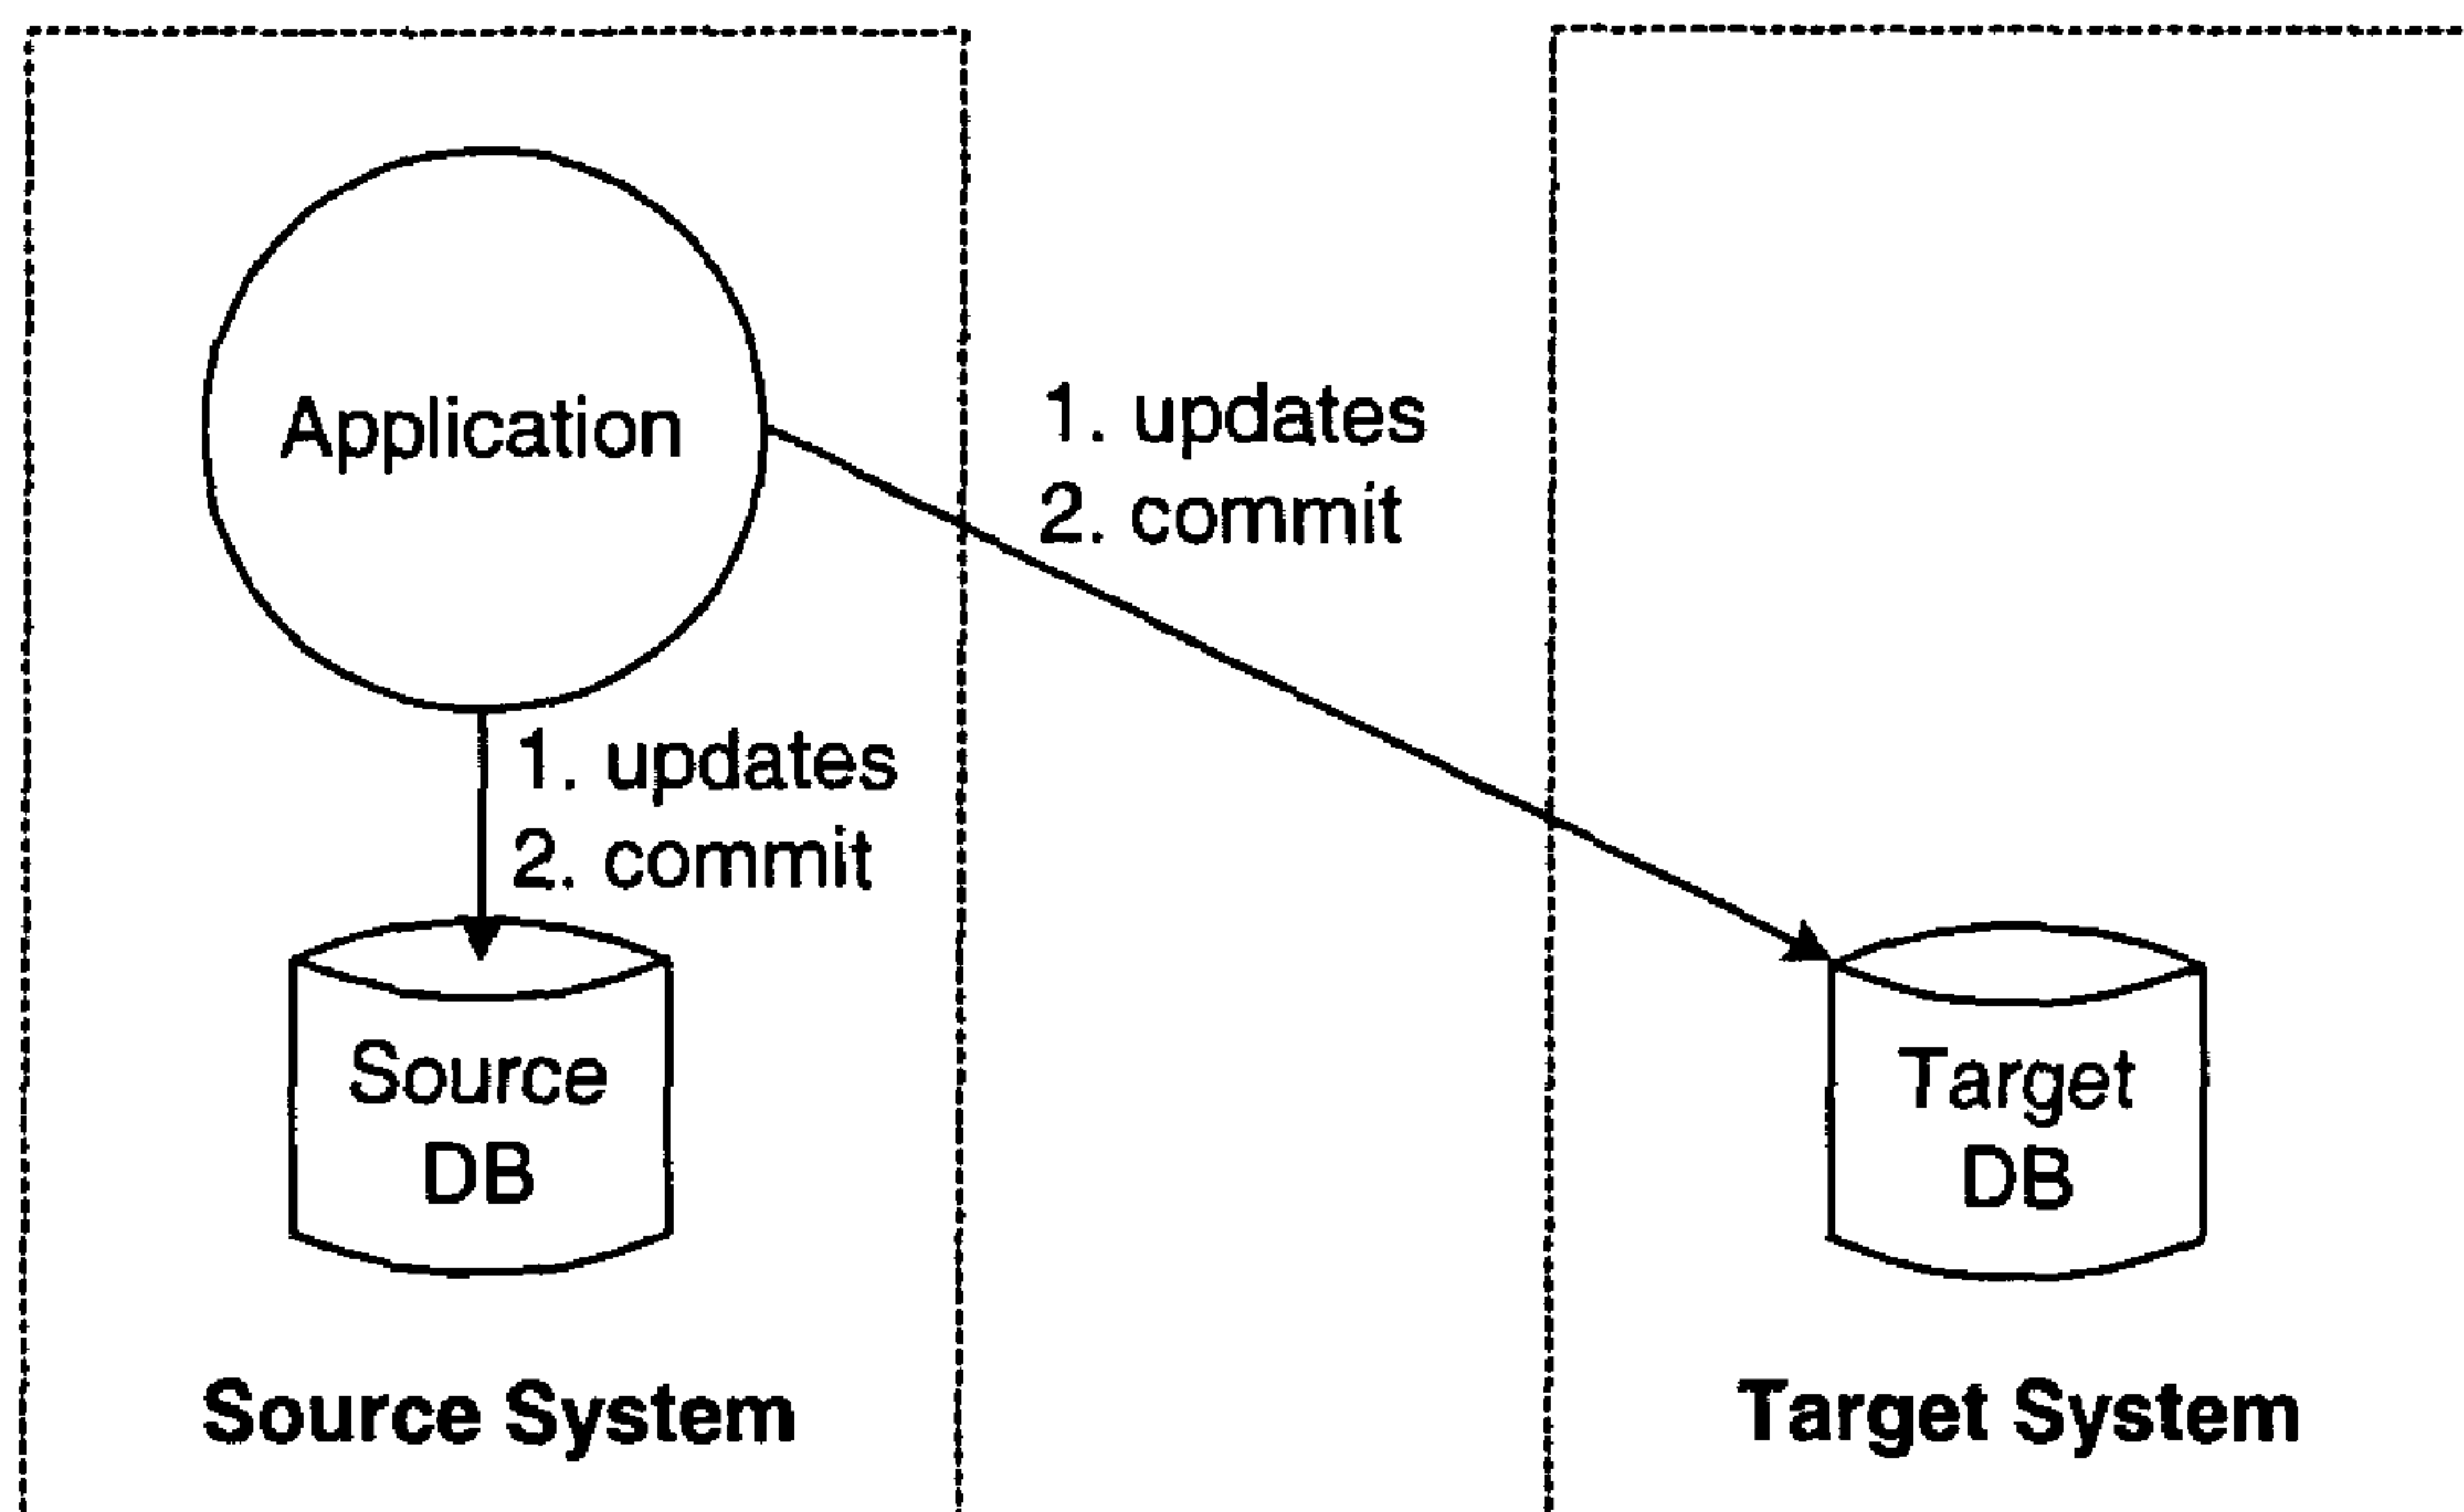 Application
1. updates
2. commit
1. updates
2. commit
Source
DB
Target
DB
Source System
Target System